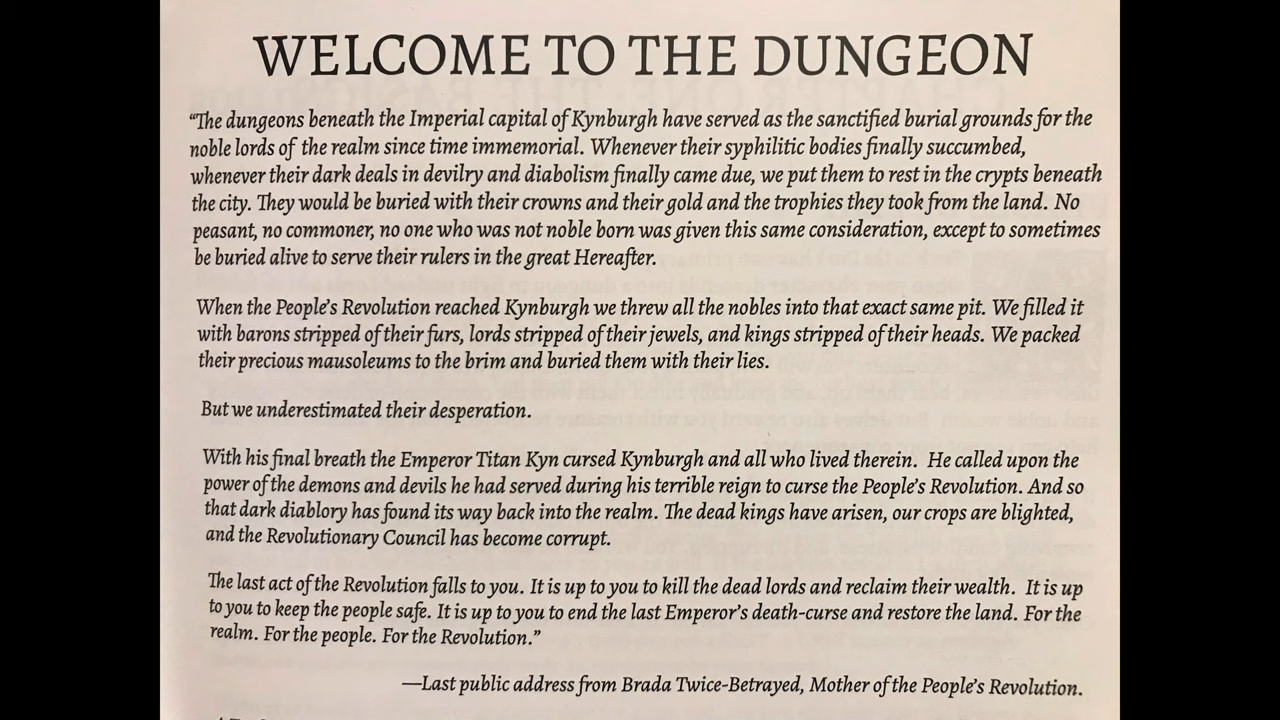 WELCOME TO THE DUNGEON
“The dungeons beneath the Imperial capital of Kynburgh have served as the sanctified burial grounds for the
noble lords of the realm since time immemorial. Whenever their syphilitic bodies finally succumbed,
whenever their dark deals in devilry and diabolism finally came due, we put them to rest in the crypts beneath
the city. They would be buried with their crowns and their gold and the trophies they took from the land. No
peasant, no commoner, no one who was not noble born was given this same consideration, except to sometimes
be buried alive to serve their rulers in the great Hereafter.
When the People’s Revolution reached Kynburgh we threw all the nobles into that exact same pit. We filled it
with barons stripped of their furs, lords stripped of their jewels, and kings stripped of their heads. We packed
their precious mausoleums to the brim and buried them with their lies.
But we underestimated their desperation.
With his final breath the Emperor Titan Kyn cursed Kynburgh and all who lived therein. He called upon the
power of the demons and devils he had served during his terrible reign to curse the People’s Revolution. And so
that dark diablory has found its way back into the realm. The dead kings have arisen, our crops are blighted,
and the Revolutionary Council has become corrupt.
The last act of the Revolution falls to you. It is up to you to kill the dead lords and reclaim their wealth. It is up
to you to keep the people safe. It is up to you to end the last Emperor’s death-curse and restore the land. For the
realm. For the people. For the Revolution.”
—Last public address from Brada Twice-Betrayed, Mother of the People’s Revolution.